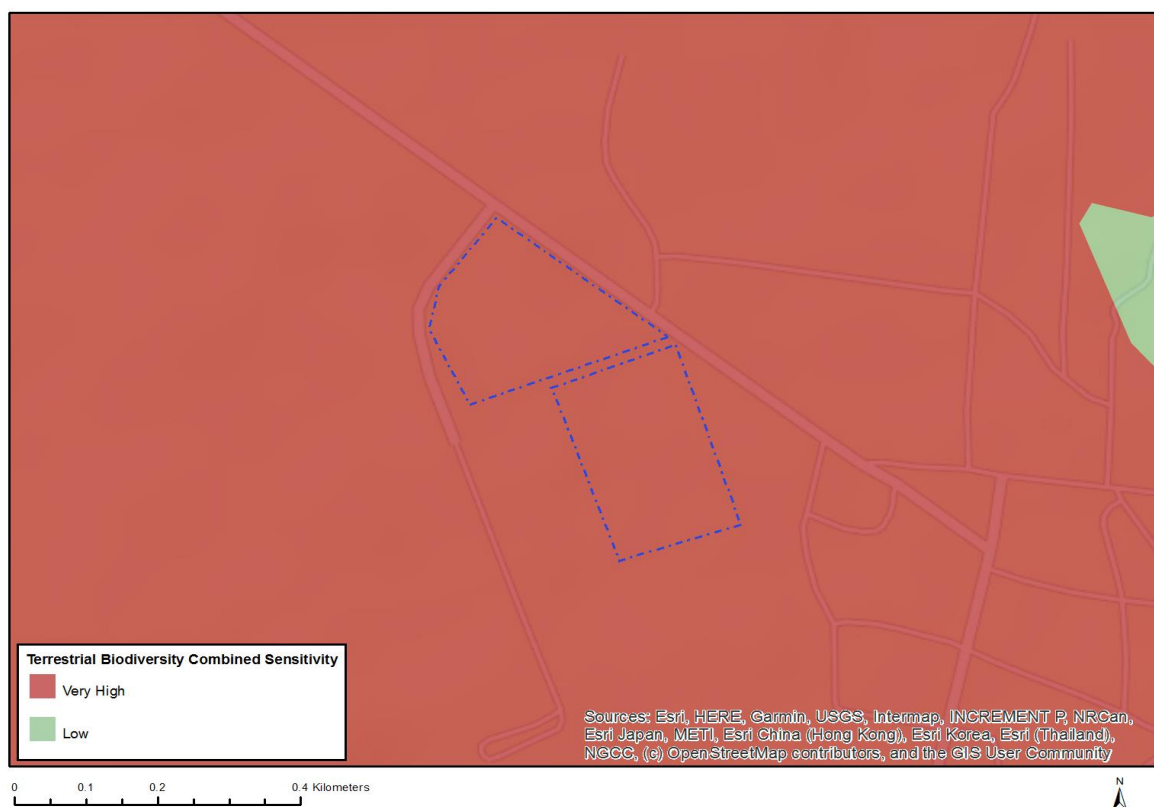 Terrestrial Biodiversity Combined Sensitivity
Very High
Low
Sources: Esri, HERE, Garmin, USGS, Intermap, INCREMENT P, NRCan,
Esri Japan, METI, Esri China (Hong Kong), Esri Korea, Esri (Thailand),
NGCC, (c) OpenStreetMap contributors, and the GIS User Community
0 0.1 0.2 0.4 Kilometers
N